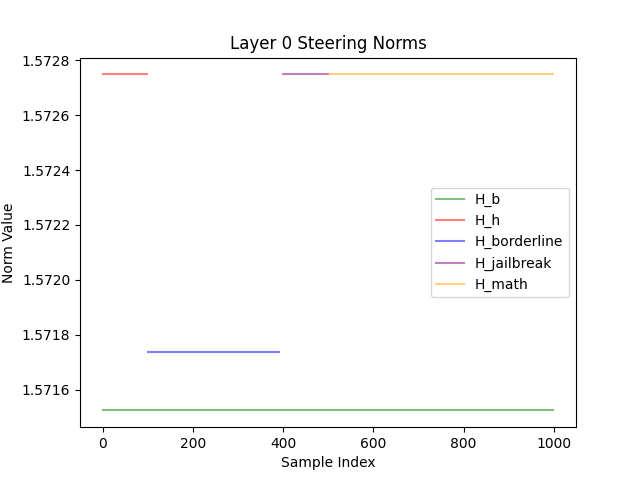 Layer 0 Steering Norms
1.5728
1.5726
1.5724
1.5722
1.5720
1.5718
1.5716
Norm Value
H_b
H_h
H_borderline
H_jailbreak
H_math
0 200 400 600 800 1000
Sample Index